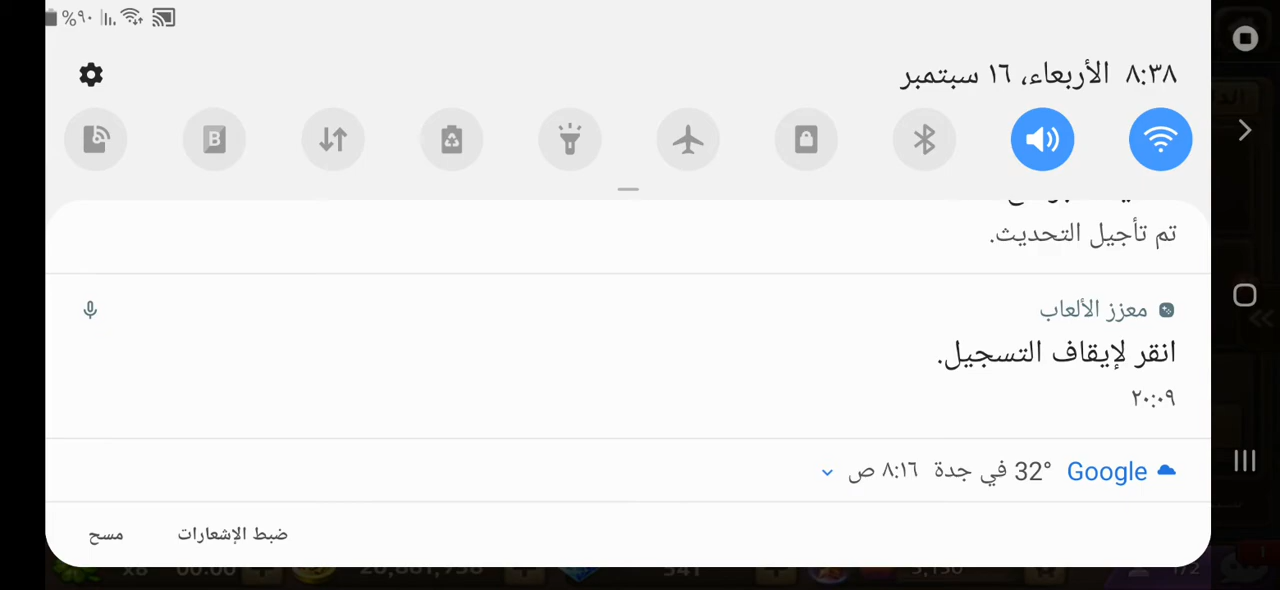 %٩٠
٨:٣٨ الأربعاء، ١٦ سبتمبر
B
تم تأجيل التحديث.
معزز الألعاب
انقر لإيقاف التسجيل.
٢٠:٠٩
Google 32° في جدة ٨:١٦ ص
ضبط الإشعارات
مسح